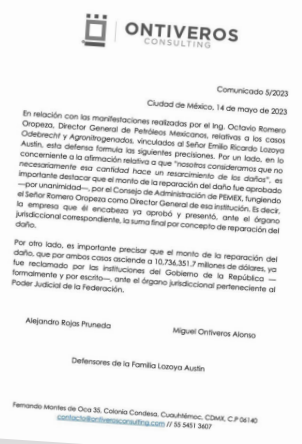 ONTIVEROS
CONSULTING
Comunicado 5/2023
Ciudad de México, 14 de mayo de 2023
En relación con las manifestaciones realizadas por el Ing. Octavio Romero
Oropeza, Director General de Petróleos Mexicanos, relativas a los casos
Odebrecht y Agronitrogenados, vinculados al Señor Emilio Ricardo Lozoya
Austin, esta defensa formula las siguientes precisiones. Por un lado, en lo
concerniente a la afirmación relativa a que "nosotros consideramos que no
necesariamente esa cantidad hace un resarcimiento de los daños", es
importante destacar que el monto de la reparación del daño fue aprobado
—por unanimidad—, por el Consejo de Administración de PEMEX, fungiendo
el Señor Romero Oropeza como Director General de esa institución. Es decir,
la empresa que él encabeza ya aprobó y presentó, ante el órgano
jurisdiccional correspondiente, la suma final por concepto de reparación del
daño.
Por otro lado, es importante precisar que el monto de la reparación del
daño, que por ambos casos asciende a 10,736,351.7 millones de dólares, ya
fue reclamado por las instituciones del Gobierno de la República —
formalmente y por escrito—, ante el órgano jurisdiccional perteneciente al
Poder Judicial de la Federación.
Alejandro Rojas Pruneda
Miguel Ontiveros Alonso
Defensores de la Familia Lozoya Austin
Fernando Montes de Oca 35, Colonia Condesa, Cuauhtémoc, CDMX, C.P 06140
contacto@ontiverosconsulting.com // 55 5451 3607